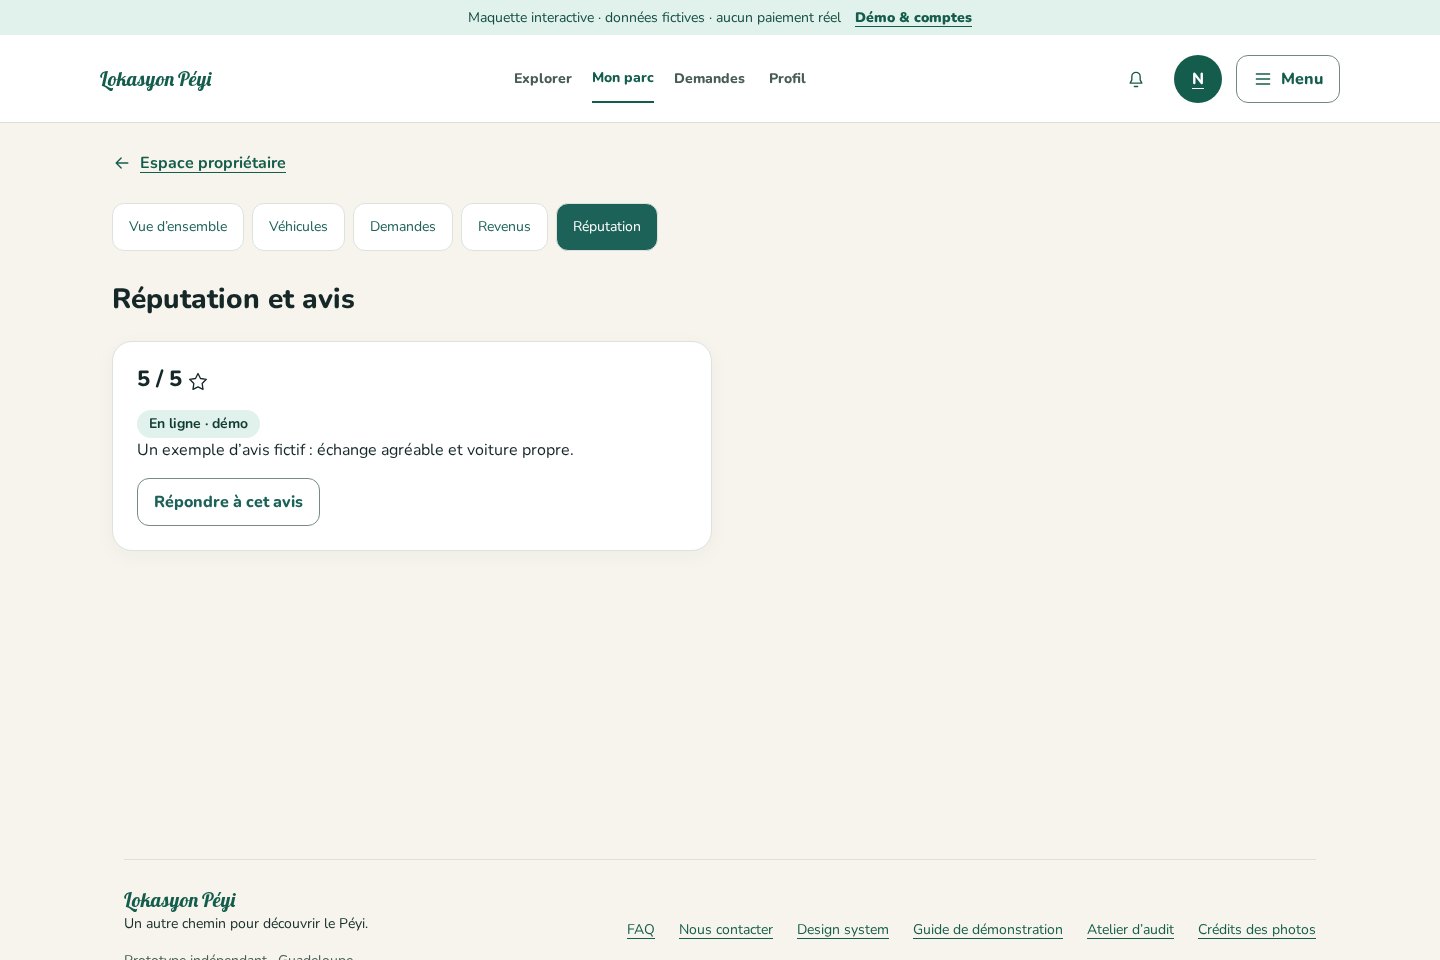 Maquette interactive · données fictives · aucun paiement réel Démo & comptes
Lokasyon Péyi
Explorer Mon parc Demandes Profil
N
Menu
Espace propriétaire
Vue d’ensemble Véhicules Demandes Revenus Réputation
Réputation et avis
5 / 5
En ligne · démo
Un exemple d’avis fictif : échange agréable et voiture propre.
Répondre à cet avis
Lokasyon Péyi
Un autre chemin pour découvrir le Péyi.
FAQ Nous contacter Design system Guide de démonstration Atelier d’audit Crédits des photos
Prototype indépendant · Guadeloupe